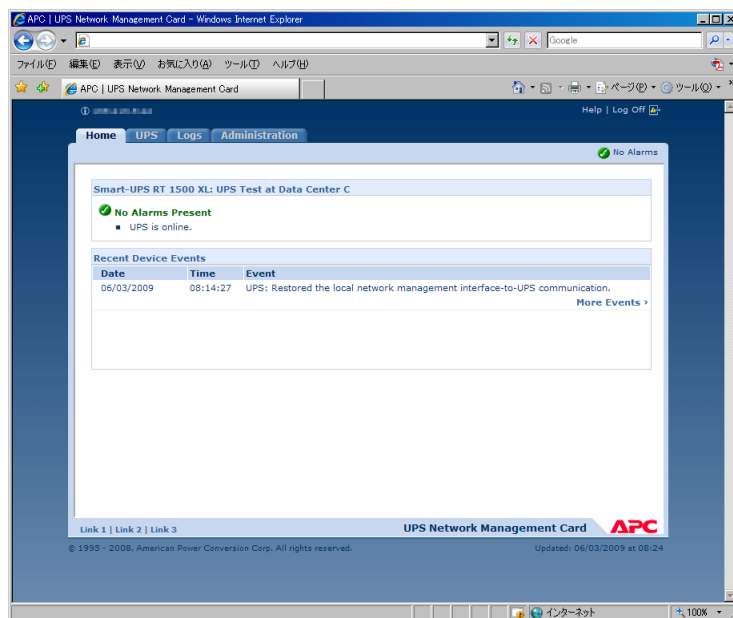 APC | UPS Network Management Card - Windows Internet Explorer
Google
ファイル(F) 編集(E) 表示(V) お気に入り(A) ツール(T) ヘルプ(H)
APC | UPS Network Management Card
ページ(P) ツール(O)
Help | Log Off
Home UPS Logs Administration
No Alarms
Smart-UPS RT 1500 XL: UPS Test at Data Center C
No Alarms Present
UPS is online.
Recent Device Events
Date Time Event
06/03/2009 08:14:27 UPS: Restored the local network management interface-to-UPS communication.
More Events ›
Link 1 | Link 2 | Link 3
UPS Network Management Card APC
© 1995 - 2008, American Power Conversion Corp. All rights reserved. Updated: 06/03/2009 at 08:24
インターネット 100%